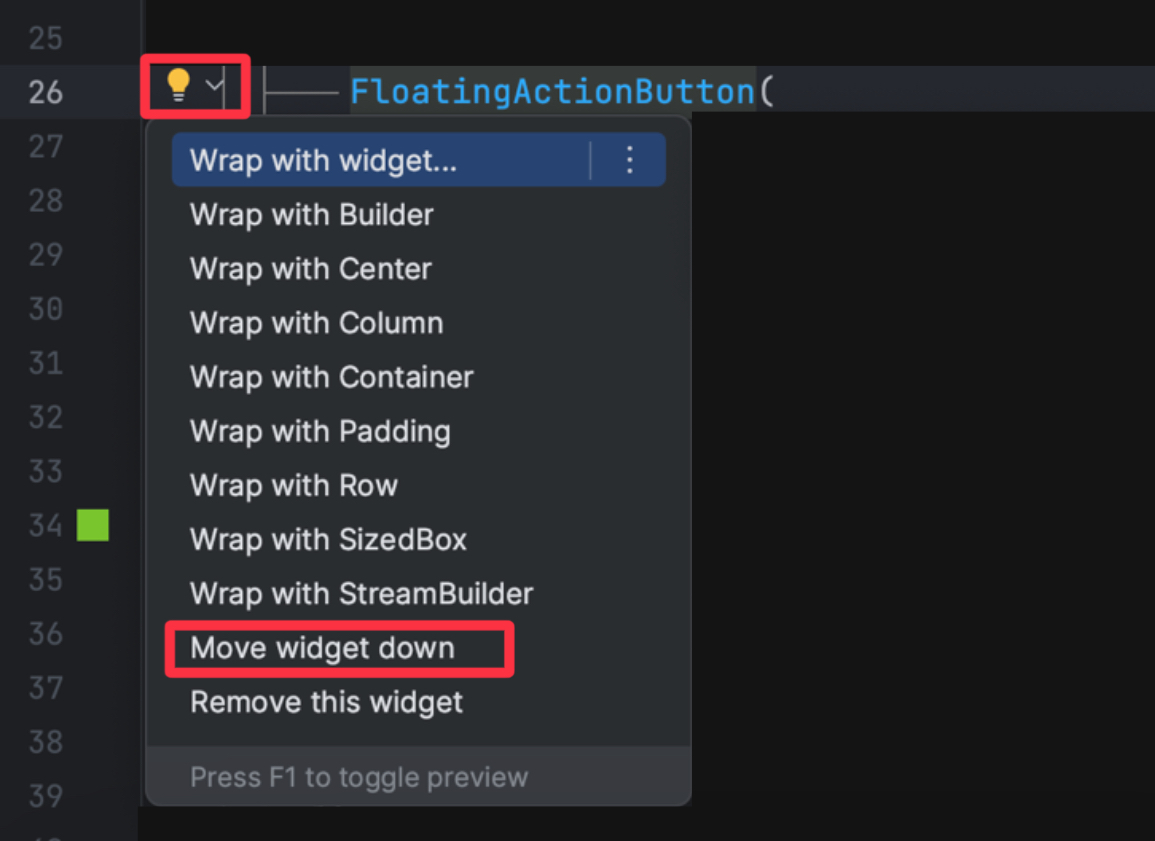 25
26 FloatingActionButton(
27
Wrap with widget...
28
Wrap with Builder
29
Wrap with Center
30
Wrap with Column
31
Wrap with Container
32
Wrap with Padding
33
Wrap with Row
34
Wrap with SizedBox
35
Wrap with StreamBuilder
36
Move widget down
37
Remove this widget
38
39
Press F1 to toggle preview